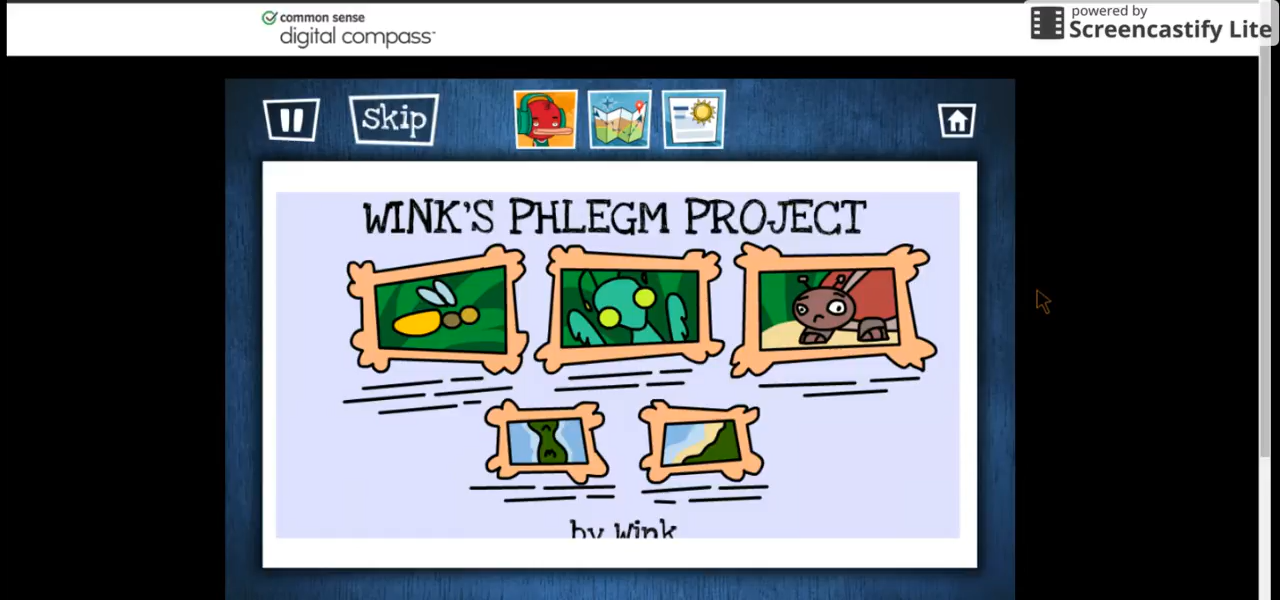 common sense
digital compass
powered by
Screencastify Lite
skip
WINK'S PHLEGM PROJECT
by Wink